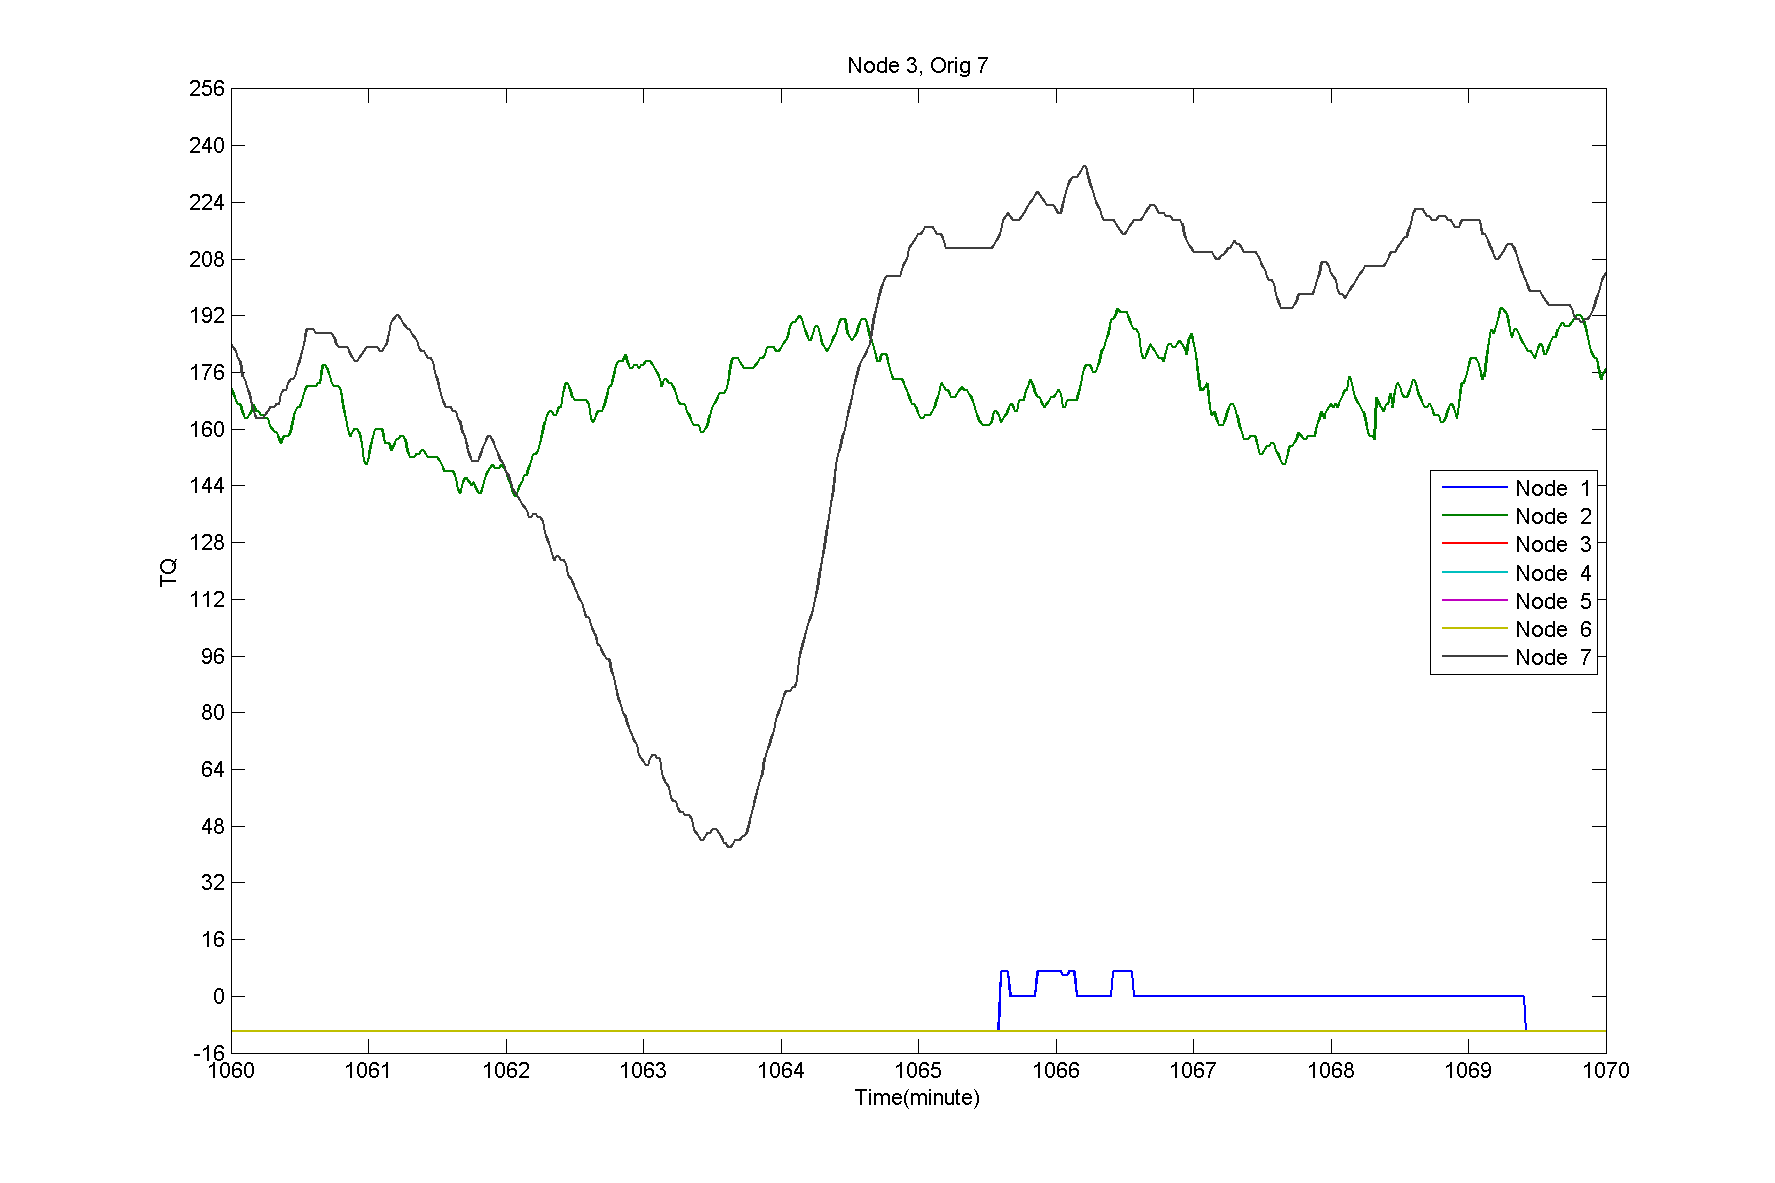 Node 3, Orig 7
256
240
224
208
192
176
160
144
128
112
96
80
64
48
32
16
0
-16
TQ
Node 1
Node 2
Node 3
Node 4
Node 5
Node 6
Node 7
1060 1061 1062 1063 1064 1065 1066 1067 1068 1069 1070
Time(minute)